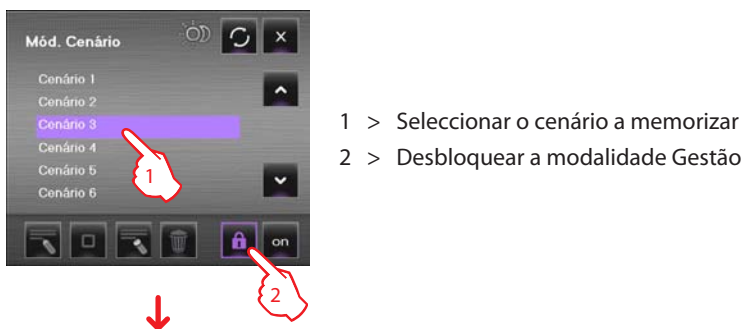 Mód. Cenário
Cenário 1
Cenário 2
Cenário 3
Cenário 4
Cenário 5
Cenário 6
on
1
2
1 > Seleccionar o cenário a memorizar
2 > Desbloquear a modalidade Gestão